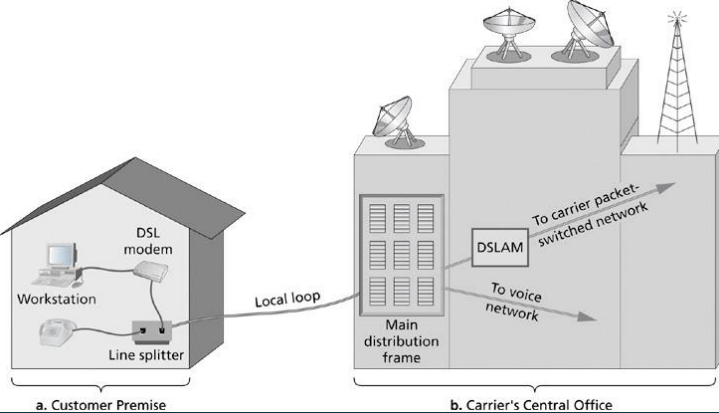 DSL
modem
Workstation
Line splitter
Local loop
Main
distribution
frame
DSLAM
To carrier packet-
switched network
To voice
network
a. Customer Premise
b. Carrier's Central Office